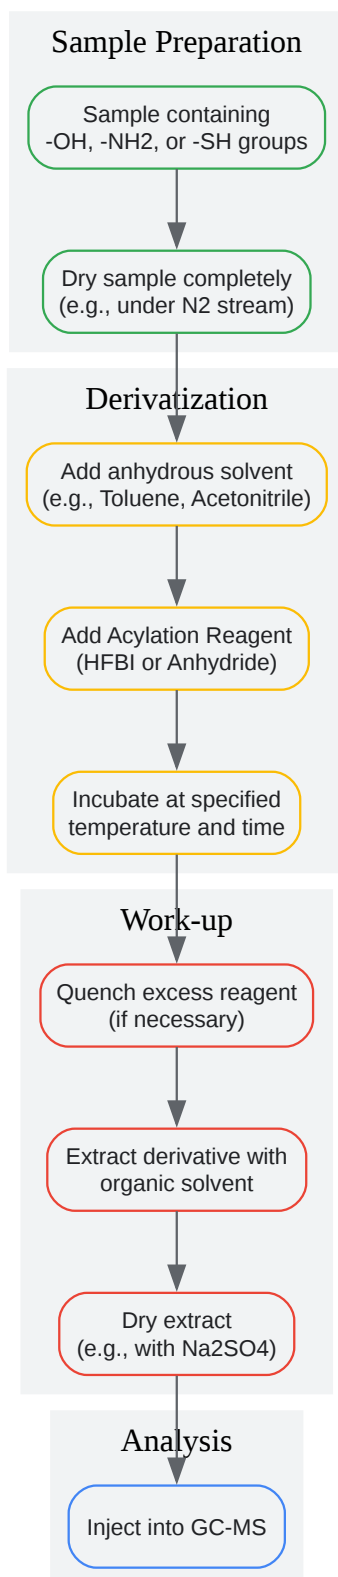 Sample Preparation
Sample containing
-OH, -NH2, or -SH groups
Dry sample completely
(e.g., under N2 stream)
Derivatization
Add anhydrous solvent
(e.g., Toluene, Acetonitrile)
Add Acylation Reagent
(HFBI or Anhydride)
Incubate at specified
temperature and time
Work-up
Quench excess reagent
(if necessary)
Extract derivative with
organic solvent
Dry extract
(e.g., with Na2SO4)
Analysis
Inject into GC-MS